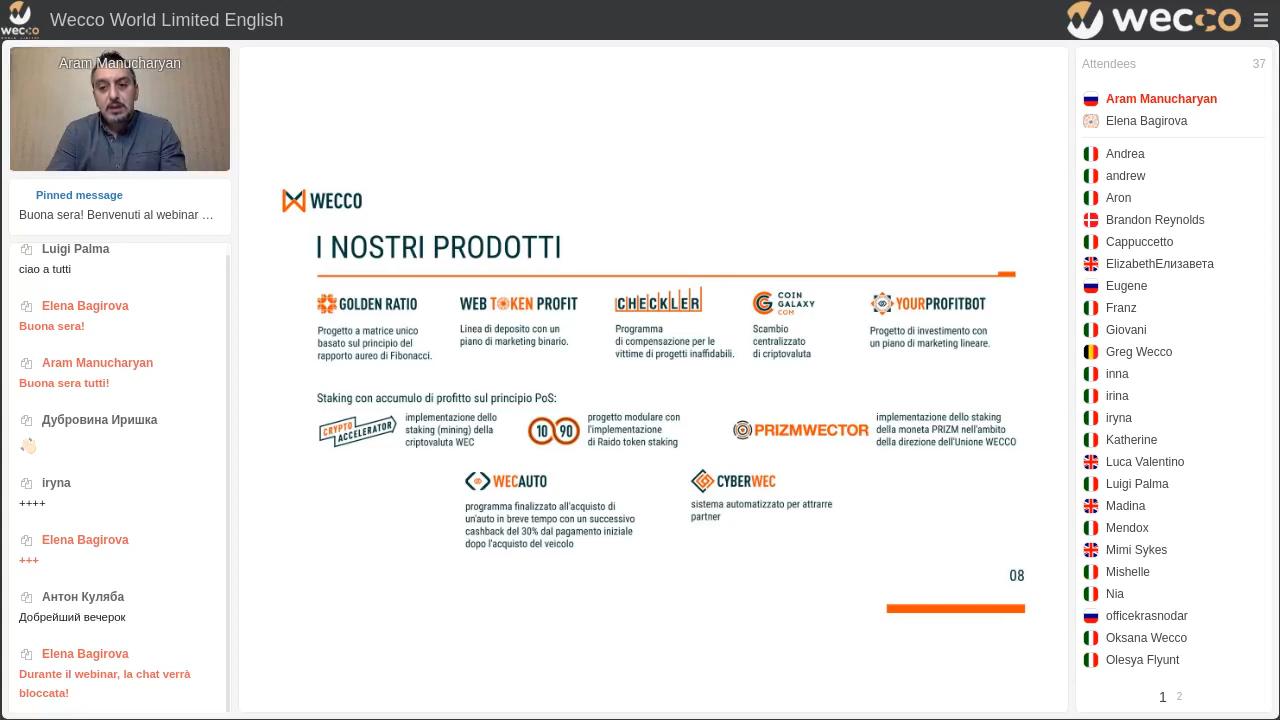 Wecco World Limited English
wecco
wecco
Aram Manucharyan
Pinned message
Buona sera! Benvenuti al webinar …
Luigi Palma
ciao a tutti
Elena Bagirova
Buona sera!
Aram Manucharyan
Buona sera tutti!
Дубровина Иришка
iryna
++++
Elena Bagirova
+++
Антон Куляба
Добрейший вечерок
Elena Bagirova
Durante il webinar, la chat verrà
bloccata!
WECCO
I NOSTRI PRODOTTI
GOLDEN RATIO
Progetto a matrice unico
basato sul principio del
rapporto aureo di Fibonacci.
WEB TOKEN PROFIT
Linea di deposito con un
piano di marketing binario.
CHECKLER
Programma
di compensazione per le
vittime di progetti inaffidabili.
COIN
GALAXY
COM
Scambio
centralizzato
di criptovaluta
YOURPROFITBOT
Progetto di investimento con
un piano di marketing lineare.
Staking con accumulo di profitto sul principio PoS:
CRYPTO
ACCELERATOR
implementazione dello
staking (mining) della
criptovaluta WEC
10 90
progetto modulare con
l'implementazione
di Raido token staking
PRIZMWECTOR
implementazione dello staking
della moneta PRIZM nell'ambito
della direzione dell'Unione WECCO
WECAUTO
programma finalizzato all'acquisto di
un'auto in breve tempo con un successivo
cashback del 30% dal pagamento iniziale
dopo l'acquisto del veicolo
CYBERWEC
sistema automatizzato per attrarre
partner
08
Attendees 37
Aram Manucharyan
Elena Bagirova
Andrea
andrew
Aron
Brandon Reynolds
Cappuccetto
ElizabethЕлизавета
Eugene
Franz
Giovani
Greg Wecco
inna
irina
iryna
Katherine
Luca Valentino
Luigi Palma
Madina
Mendox
Mimi Sykes
Mishelle
Nia
officekrasnodar
Oksana Wecco
Olesya Flyunt
1 2